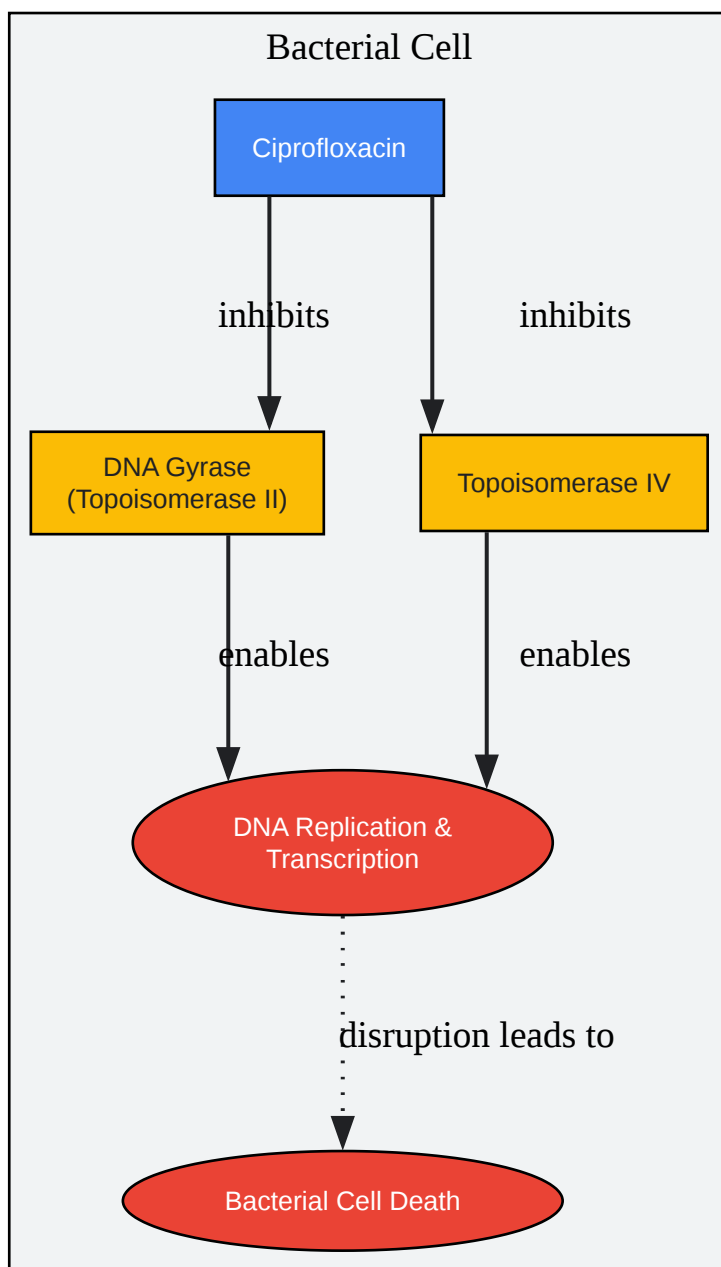 Bacterial Cell
Ciprofloxacin
inhibits
inhibits
DNA Gyrase
(Topoisomerase II)
Topoisomerase IV
enables
enables
DNA Replication &
Transcription
disruption leads to
Bacterial Cell Death